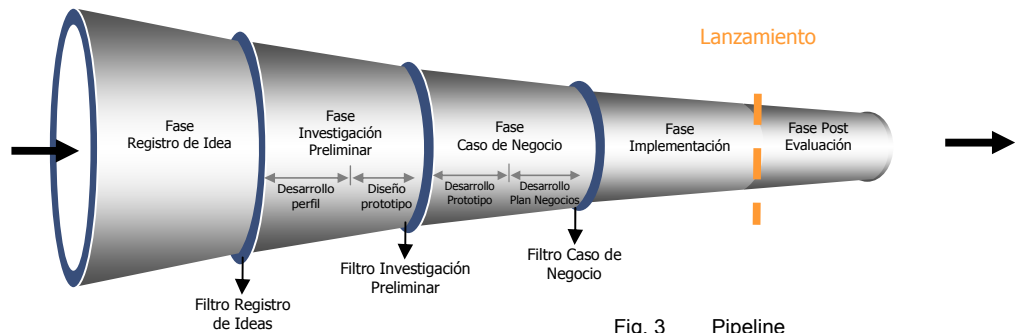 Lanzamiento
Fase
Registro de Idea
Fase
Investigación
Preliminar
Desarrollo
perfil
Diseño
prototipo
Fase
Caso de Negocio
Desarrollo
Prototipo
Desarrollo
Plan Negocios
Fase
Implementación
Fase Post
Evaluación
Filtro Registro
de Ideas
Filtro Investigación
Preliminar
Filtro Caso de
Negocio
Fig. 3 Pipeline